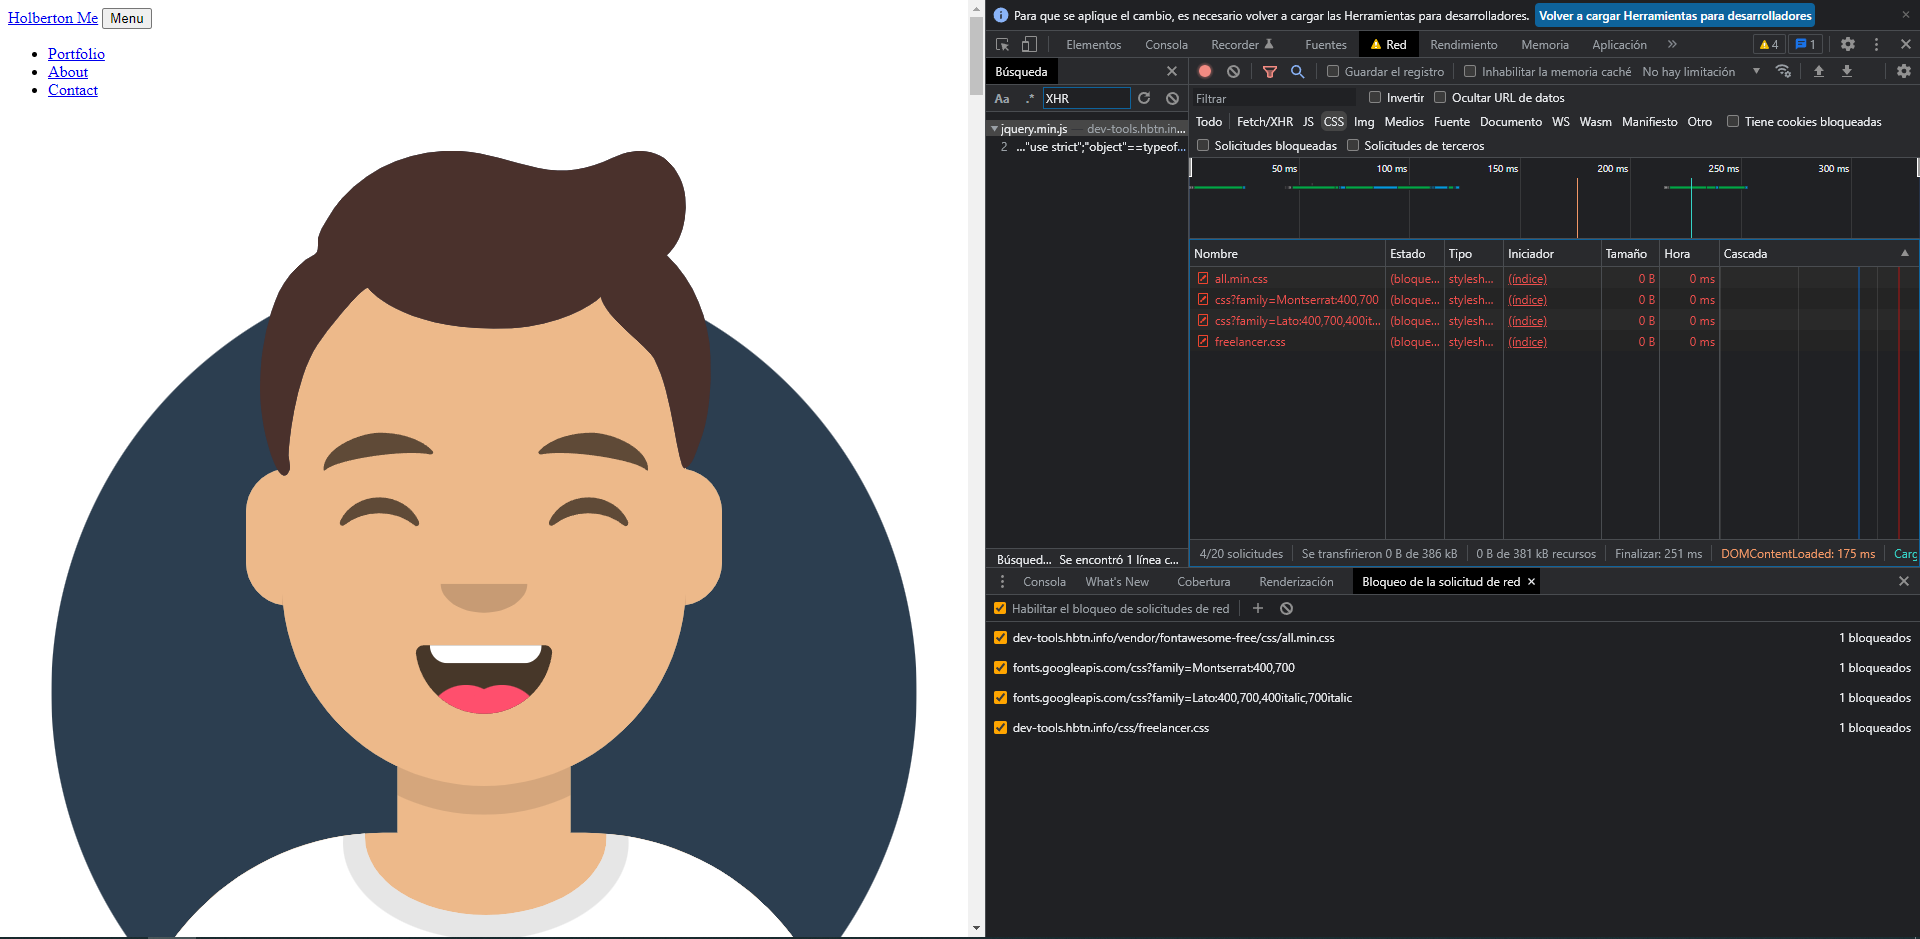 Holberton Me Menu
Portfolio
About
Contact
Para que se aplique el cambio, es necesario volver a cargar las Herramientas para desarrolladores. Volver a cargar Herramientas para desarrolladores
Elementos Consola Recorder Fuentes Red Rendimiento Memoria Aplicación » 4 1
Búsqueda
Guardar el registro Inhabilitar la memoria caché No hay limitación
Aa .* XHR
Filtrar Invertir Ocultar URL de datos
Todo Fetch/XHR JS CSS Img Medios Fuente Documento WS Wasm Manifiesto Otro Tiene cookies bloqueadas
Solicitudes bloqueadas Solicitudes de terceros
jquery.min.js — dev-tools.hbtn.in...
2 ..."use strict";"object"==typeof...
50 ms 100 ms 150 ms 200 ms 250 ms 300 ms
Nombre Estado Tipo Iniciador Tamaño Hora Cascada
all.min.css (bloque... stylesh... (índice) 0 B 0 ms
css?family=Montserrat:400,700 (bloque... stylesh... (índice) 0 B 0 ms
css?family=Lato:400,700,400it... (bloque... stylesh... (índice) 0 B 0 ms
freelancer.css (bloque... stylesh... (índice) 0 B 0 ms
Búsqued... Se encontró 1 línea c...
4/20 solicitudes Se transfirieron 0 B de 386 kB 0 B de 381 kB recursos Finalizar: 251 ms DOMContentLoaded: 175 ms Carg
Consola What's New Cobertura Renderización Bloqueo de la solicitud de red
Habilitar el bloqueo de solicitudes de red
dev-tools.hbtn.info/vendor/fontawesome-free/css/all.min.css 1 bloqueados
fonts.googleapis.com/css?family=Montserrat:400,700 1 bloqueados
fonts.googleapis.com/css?family=Lato:400,700,400italic,700italic 1 bloqueados
dev-tools.hbtn.info/css/freelancer.css 1 bloqueados